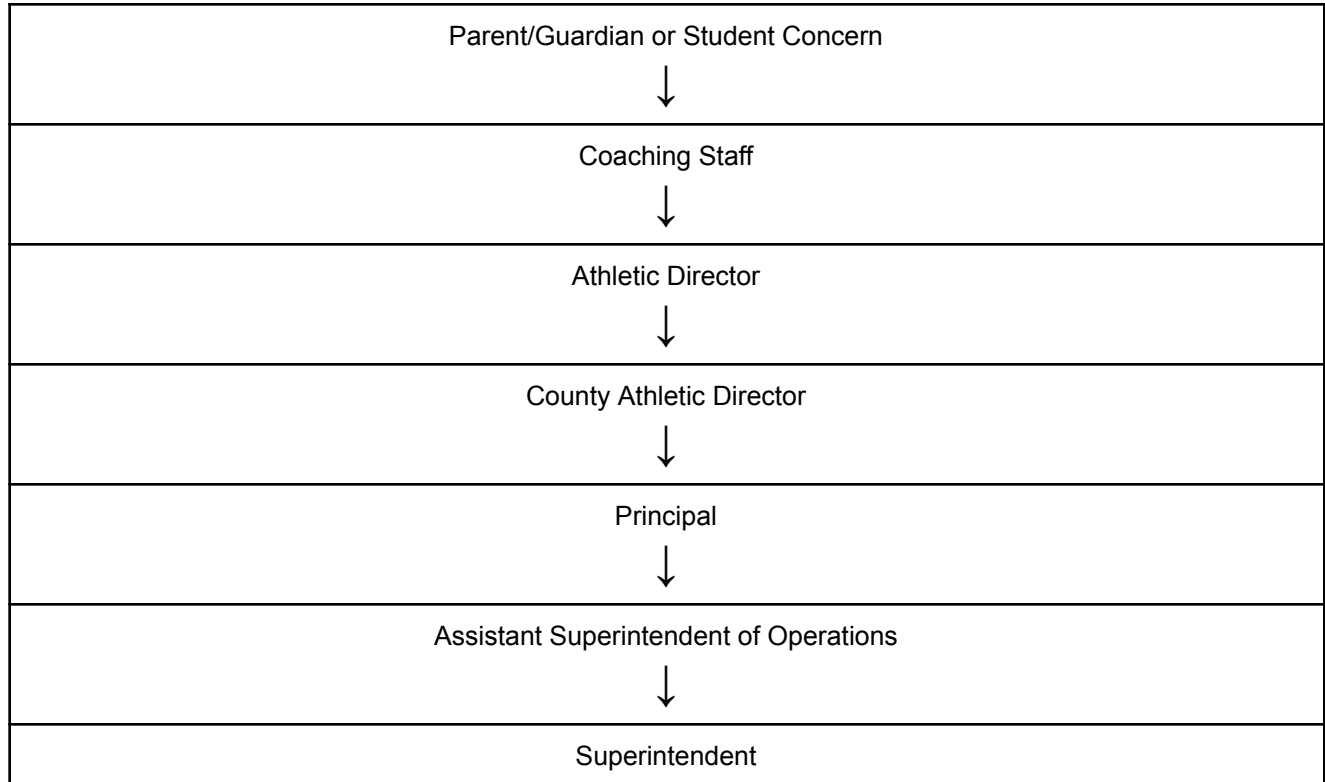 Parent/Guardian or Student Concern
↓
Coaching Staff
↓
Athletic Director
↓
County Athletic Director
↓
Principal
↓
Assistant Superintendent of Operations
↓
Superintendent